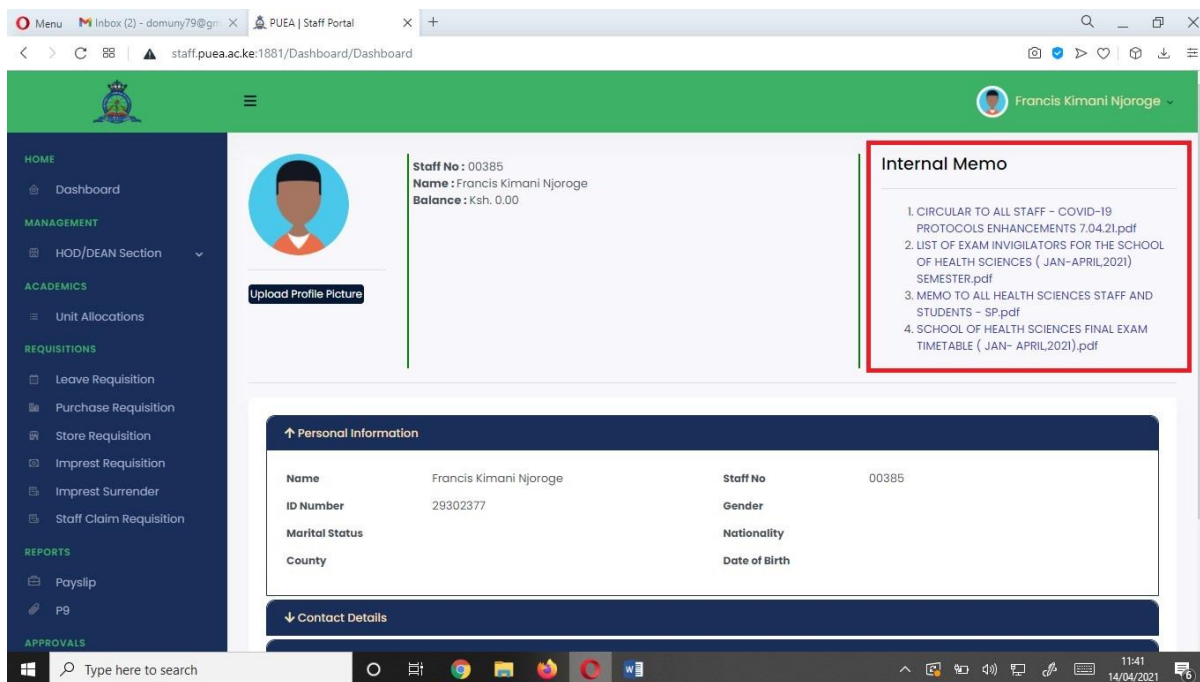 Menu
Inbox (2) - domuny79@gm
PUEA | Staff Portal
staff.puea.ac.ke:1881/Dashboard/Dashboard
Francis Kimani Njoroge
HOME
Dashboard
MANAGEMENT
HOD/DEAN Section
ACADEMICS
Unit Allocations
REQUISITIONS
Leave Requisition
Purchase Requisition
Store Requisition
Imprest Requisition
Imprest Surrender
Staff Claim Requisition
REPORTS
Payslip
P9
APPROVALS
Upload Profile Picture
Staff No : 00385
Name : Francis Kimani Njoroge
Balance : Ksh. 0.00
Internal Memo
1. CIRCULAR TO ALL STAFF - COVID-19
PROTOCOLS ENHANCEMENTS 7.04.21.pdf
2. LIST OF EXAM INVIGILATORS FOR THE SCHOOL
OF HEALTH SCIENCES ( JAN-APRIL,2021)
SEMESTER.pdf
3. MEMO TO ALL HEALTH SCIENCES STAFF AND
STUDENTS - SP.pdf
4. SCHOOL OF HEALTH SCIENCES FINAL EXAM
TIMETABLE ( JAN- APRIL,2021).pdf
Personal Information
Name Francis Kimani Njoroge Staff No 00385
ID Number 29302377 Gender
Marital Status Nationality
County Date of Birth
Contact Details
Type here to search
11:41
14/04/2021
6